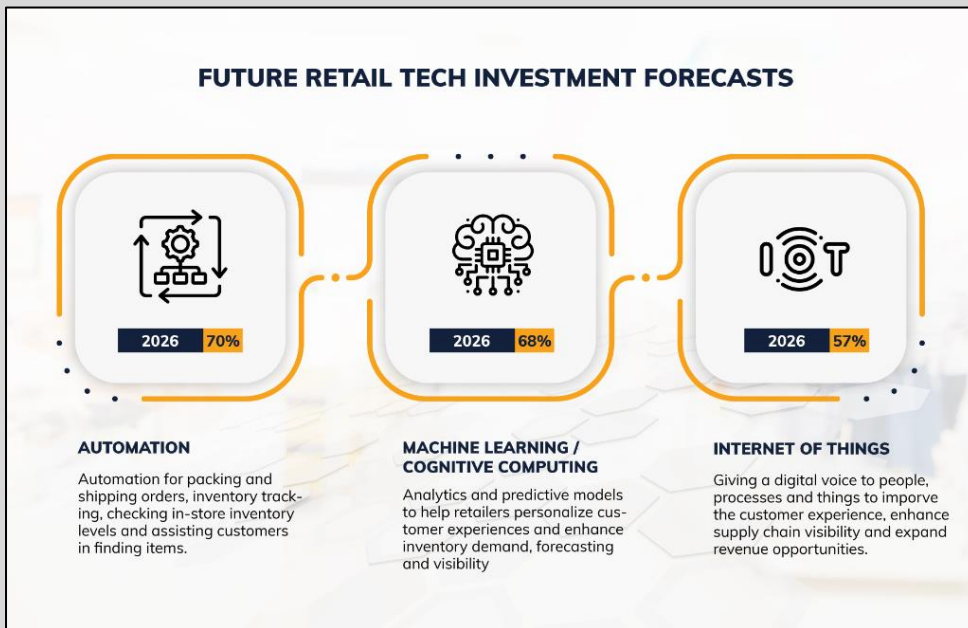 FUTURE RETAIL TECH INVESTMENT FORECASTS
2026 70%
2026 68%
IOT
2026 57%
AUTOMATION
Automation for packing and
shipping orders, inventory track-
ing, checking in-store inventory
levels and assisting customers
in finding items.
MACHINE LEARNING /
COGNITIVE COMPUTING
Analytics and predictive models
to help retailers personalize cus-
tomer experiences and enhance
inventory demand, forecasting
and visibility
INTERNET OF THINGS
Giving a digital voice to people,
processes and things to imporve
the customer experience, enhance
supply chain visibility and expand
revenue opportunities.